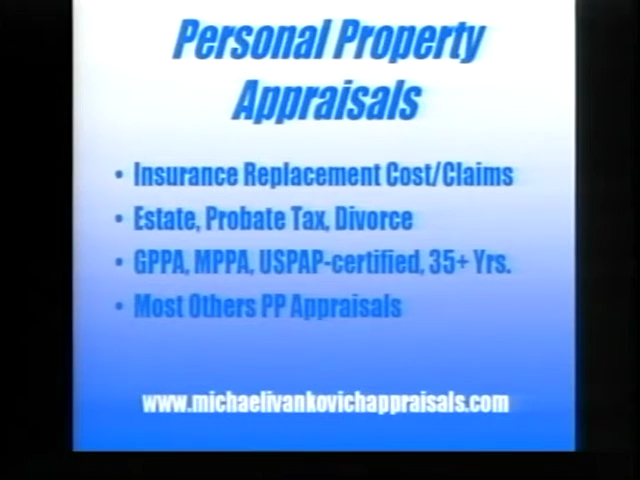 Personal Property
Appraisals
• Insurance Replacement Cost/Claims
• Estate, Probate Tax, Divorce
• GPPA, MPPA, USPAP-certified, 35+ Yrs.
• Most Others PP Appraisals
www.michaelivankovichappraisals.com